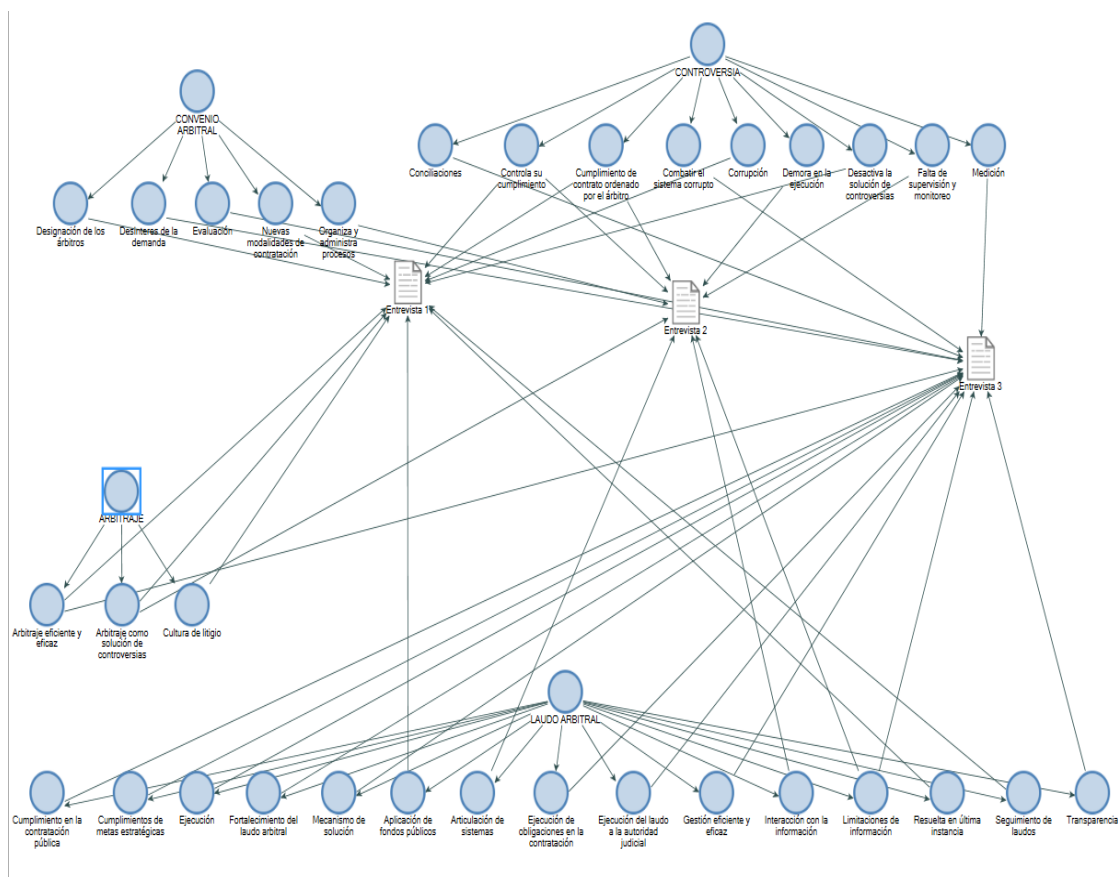 CONTROVERSIA
CONVENIO
ARBITRAL
Conciliaciones
Controla su
cumplimiento
Cumplimiento de
contrato ordenado
por el árbitro
Combatir el
sistema corrupto
Corrupción
Demora en la
ejecución
Desactiva la
solución de
controversias
Falta de
supervisión y
monitoreo
Medición
Designación de los
árbitros
Desinteres de la
demanda
Evaluación
Nuevas
modalidades de
contratación
Organiza y
administra
procesos
Entrevista 1
Entrevista 2
Entrevista 3
ARBITRAJE
Arbitraje eficiente y
eficaz
Arbitraje como
solución de
controversias
Cultura de litigio
LAUDO ARBITRAL
Cumplimiento en la
contratación
pública
Cumplimientos de
metas estratégicas
Ejecución
Fortalecimiento del
laudo arbitral
Mecanismo de
solución
Aplicación de
fondos públicos
Articulación de
sistemas
Ejecución de
obligaciones en la
contratación
Ejecución del laudo
a la autoridad
judicial
Gestión eficiente y
eficaz
Interacción con la
información
Limitaciones de
información
Resuelta en última
instancia
Seguimiento de
laudos
Transparencia